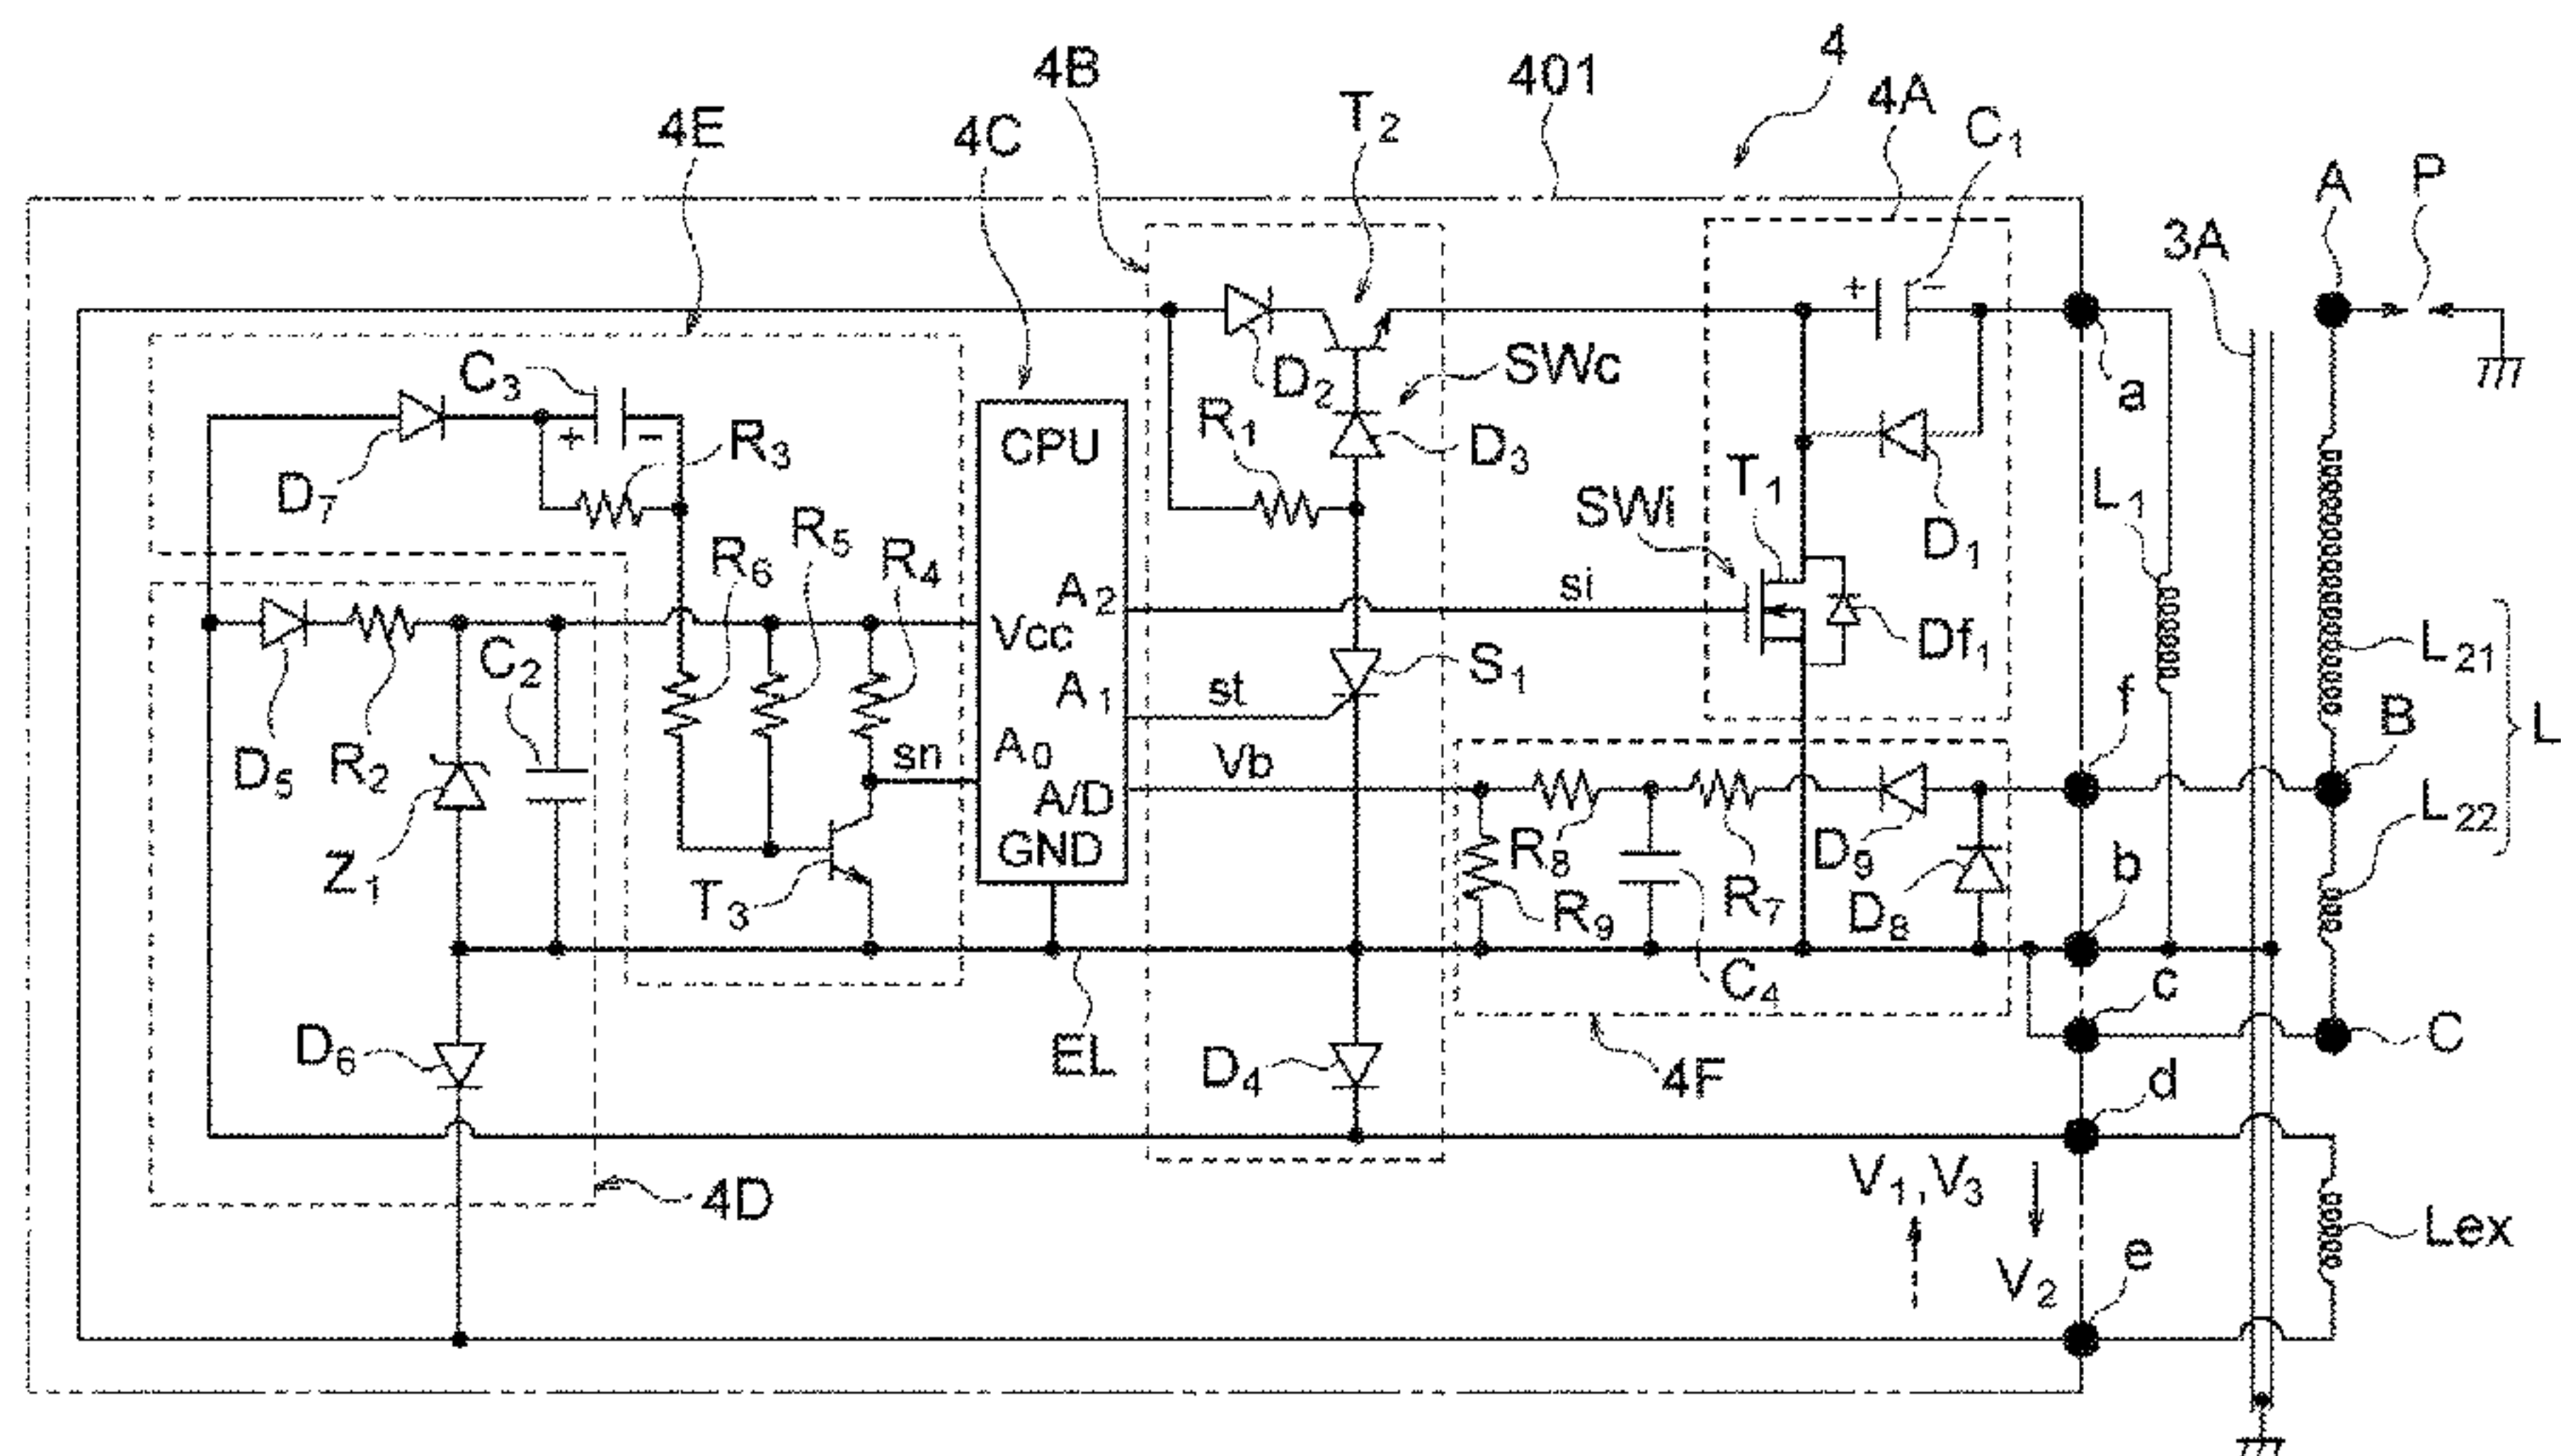 4
4B
401
4A
4E
4C
T2
C1
A
P
3A
C3
+
−
D7
R3
CPU
D2
SWc
R1
D3
+
−
a
T1
L1
SWi
D1
R6
R5
R4
A2
Vcc
si
Df1
C2
A1
st
S1
L21
f
B
L
D5
R2
sn
A0
Vb
A/D
L22
Z1
T3
GND
R8
D9
b
R9
R7
D8
C4
c
D6
EL
D4
4F
C
d
4D
V1, V3
V2
e
Lex